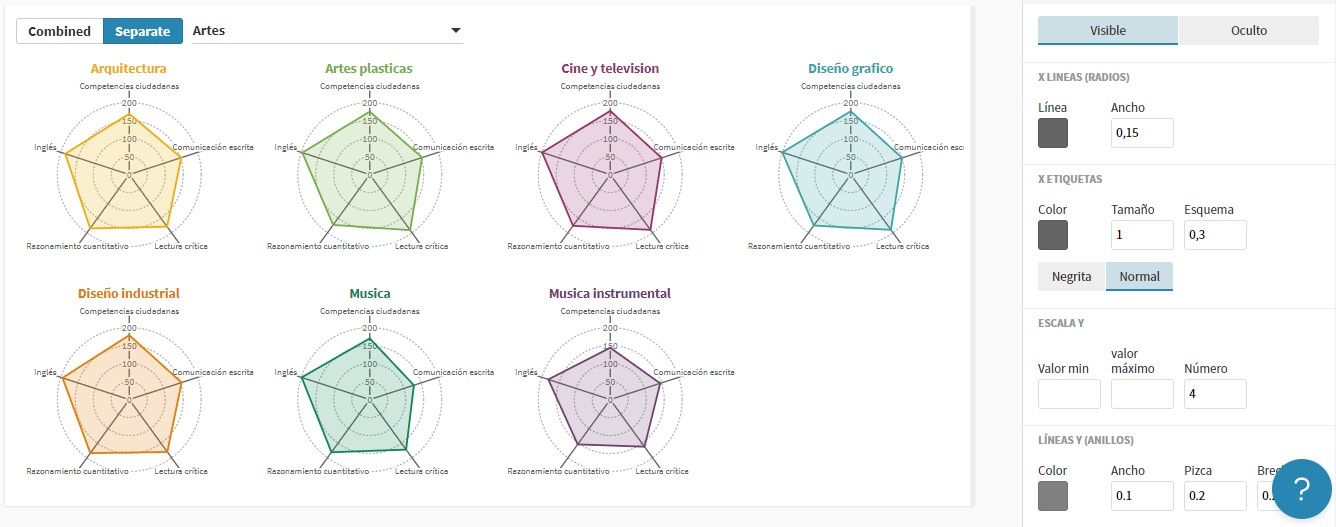 Combined Separate Artes
Arquitectura
Competencias ciudadanas
200
150
100
50
0
Inglés
Comunicación escrita
Razonamiento cuantitativo
Lectura crítica
Artes plasticas
Competencias ciudadanas
200
150
100
50
0
Inglés
Comunicación escrita
Razonamiento cuantitativo
Lectura crítica
Cine y television
Competencias ciudadanas
200
150
100
50
0
Inglés
Comunicación escrita
Razonamiento cuantitativo
Lectura crítica
Diseño grafico
Competencias ciudadanas
200
150
100
50
0
Inglés
Comunicación
Razonamiento cuantitativo
Lectura crítica
Diseño industrial
Competencias ciudadanas
200
150
100
50
0
Inglés
Comunicación escrita
Razonamiento cuantitativo
Lectura crítica
Musica
Competencias ciudadanas
200
150
100
50
0
Inglés
Comunicación escrita
Razonamiento cuantitativo
Lectura crítica
Musica instrumental
Competencias ciudadanas
200
150
100
50
0
Inglés
Comunicación escrita
Razonamiento cuantitativo
Lectura crítica
Visible Oculto
X LINEAS (RADIOS)
Línea Ancho
0,15
X ETIQUETAS
Color Tamaño Esquema
1 0,3
Negrita Normal
ESCALA Y
Valor min valor máximo Número
4
LÍNEAS Y (ANILLOS)
Color Ancho Pizca
0.1 0.2
?